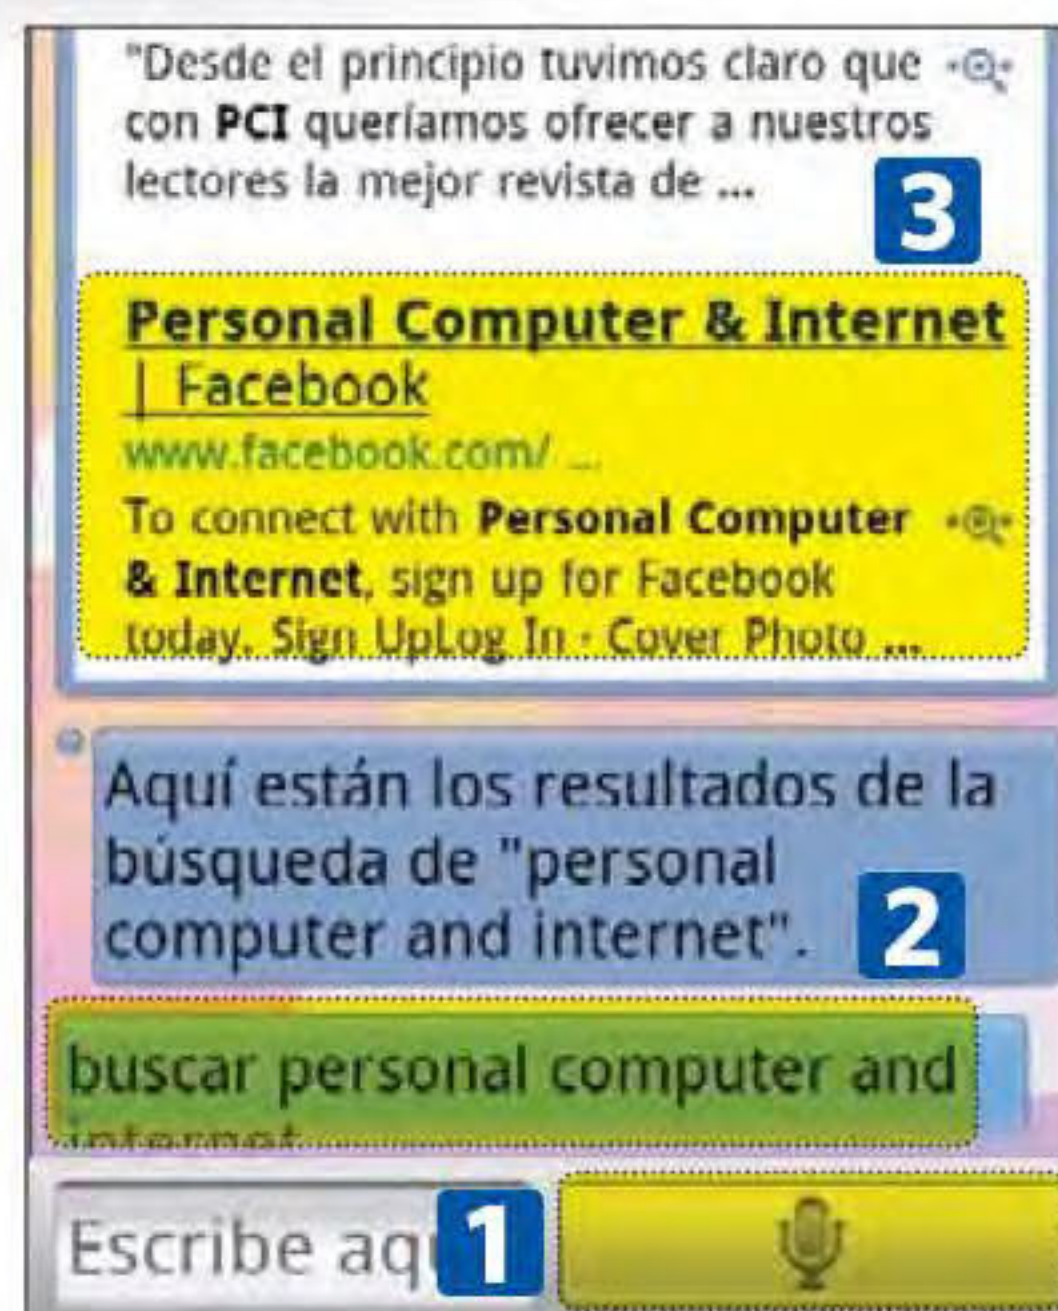 "Desde el principio tuvimos claro que
con PCI queríamos ofrecer a nuestros
lectores la mejor revista de ...
3
Personal Computer & Internet
| Facebook
www.facebook.com/ ...
To connect with Personal Computer
& Internet, sign up for Facebook
today. Sign UpLog In · Cover Photo ...
Aquí están los resultados de la
búsqueda de "personal
computer and internet".
2
buscar personal computer and
internet
Escribe aq
1